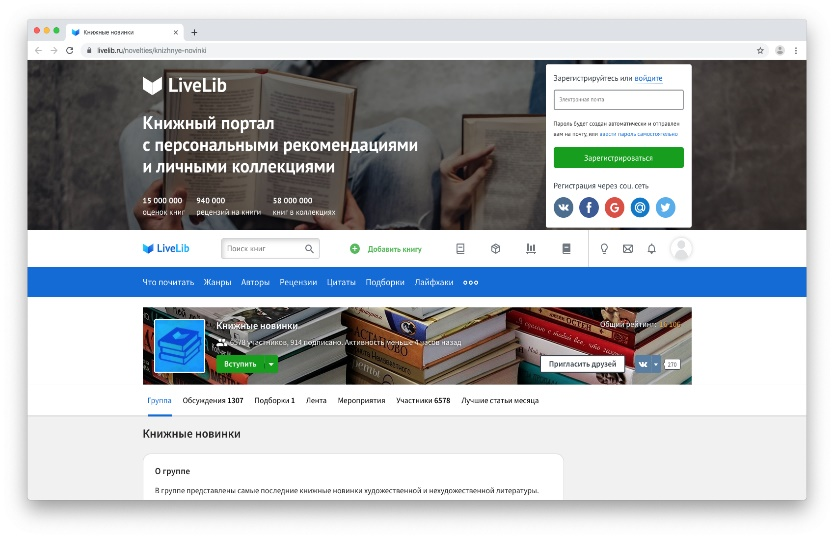 Книжные новинки
livelib.ru/novelties/knizhnye-novinki
LiveLib
Книжный портал
с персональными рекомендациями
и личными коллекциями
15 000 000
оценок книг
940 000
рецензий на книги
58 000 000
книг в коллекциях
Зарегистрируйтесь или войдите
Электронная почта
Пароль будет создан автоматически и отправлен
вам на почту, или ввести пароль самостоятельно
Зарегистрироваться
Регистрация через соц. сеть
LiveLib
Поиск книг
Добавить книгу
Что почитать Жанры Авторы Рецензии Цитаты Подборки Лайфхаки
Книжные новинки
6578 участников, 914 подписано. Активность меньше 4 часов назад
Общий рейтинг: 16 166
Вступить
Пригласить друзей
270
Группа Обсуждения 1307 Подборки 1 Лента Мероприятия Участники 6578 Лучшие статьи месяца
Книжные новинки
О группе
В группе представлены самые последние книжные новинки художественной и нехудожественной литературы.